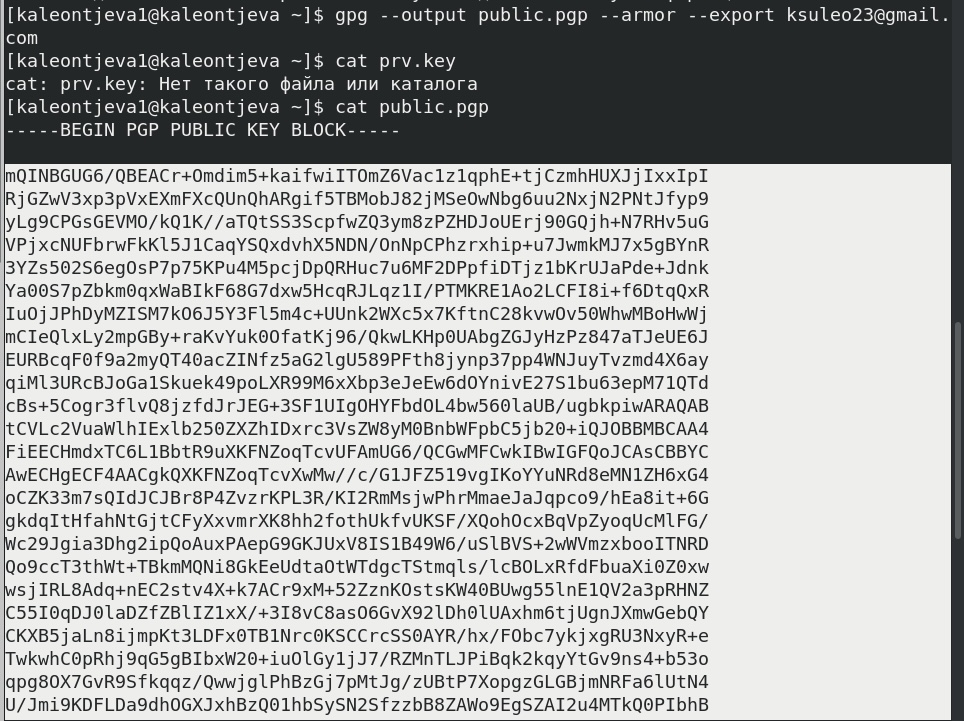 [kaleontjeva1@kaleontjeva ~]$ gpg --output public.pgp --armor --export ksuleo23@gmail.
com
[kaleontjeva1@kaleontjeva ~]$ cat prv.key
cat: prv.key: Нет такого файла или каталога
[kaleontjeva1@kaleontjeva ~]$ cat public.pgp
-----BEGIN PGP PUBLIC KEY BLOCK-----
mQINBGUG6/QBEACr+Omdim5+kaifwiITOmZ6Vac1z1qphE+tjCzmhHUXJjIxxIpI
RjGZwV3xp3pVxEXmFXcQUnQhARgif5TBMobJ82jMSeOwNbg6uu2NxjN2PNtJfyp9
yLg9CPGsGEVMO/kQ1K//aTQtSS3ScpfwZQ3ym8zPZHDJoUErj90GQjh+N7RHv5uG
VPjxcNUFbrwFkKl5J1CaqYSQxdvhX5NDN/OnNpCPhzrxhip+u7JwmkMJ7x5gBYnR
3YZs502S6egOsP7p75KPu4M5pcjDpQRHuc7u6MF2DPpfiDTjz1bKrUJaPde+Jdnk
Ya00S7pZbkm0qxWaBIkF68G7dxw5HcqRJLqz1I/PTMKRE1Ao2LCFI8i+f6DtqQxR
IuOjJPhDyMZISM7kO6J5Y3Fl5m4c+UUnk2WXc5x7KftnC28kvwOv50WhwMBoHwWj
mCIeQlxLy2mpGBy+raKvYuk0OfatKj96/QkwLKHp0UAbgZGJyHzPz847aTJeUE6J
EURBcqF0f9a2myQT40acZINfz5aG2lgU589PFth8jynp37pp4WNJuyTvzmd4X6ay
qiMl3URcBJoGa1Skuek49poLXR99M6xXbp3eJeEw6dOYnivE27S1bu63epM71QTd
cBs+5Cogr3flvQ8jzfdJrJEG+3SF1UIgOHYFbdOL4bw560laUB/ugbkpiwARAQAB
tCVLc2VuaWlhIExlb250ZXZhIDxrc3VsZW8yM0BnbWFpbC5jb20+iQJOBBMBCAA4
FiEECHmdxTC6L1BbtR9uXKFNZoqTcvUFAmUG6/QCGwMFCwkIBwIGFQoJCAsCBBYC
AwECHgECF4AACgkQXKFNZoqTcvXwMw//c/G1JFZ519vgIKoYYuNRd8eMN1ZH6xG4
oCZK33m7sQIdJCJBr8P4ZvzrKPL3R/KI2RmMsjwPhrMmaeJaJqpco9/hEa8it+6G
gkdqItHfahNtGjtCFyXxvmrXK8hh2fothUkfvUKSF/XQohOcxBqVpZyoqUcMlFG/
Wc29Jgia3Dhg2ipQoAuxPAepG9GKJUxV8IS1B49W6/uSlBVS+2wWVmzxbooITNRD
Qo9ccT3thWt+TBkmMQNi8GkEeUdtaOtWTdgcTStmqls/lcBOLxRfdFbuaXi0Z0xw
wsjIRL8Adq+nEC2stv4X+k7ACr9xM+52ZznKOstsKW40BUwg55lnE1QV2a3pRHNZ
C55I0qDJ0laDZfZBlIZ1xX/+3I8vC8asO6GvX92lDh0lUAxhm6tjUgnJXmwGebQY
CKXB5jaLn8ijmpKt3LDFx0TB1Nrc0KSCCrcSS0AYR/hx/FObc7ykjxgRU3NxyR+e
TwkwhC0pRhj9qG5gBIbxW20+iuOlGy1jJ7/RZMnTLJPiBqk2kqyYtGv9ns4+b53o
qpg8OX7GvR9Sfkqqz/QwwjglPhBzGj7pMtJg/zUBtP7XopgzGLGBjmNRFa6lUtN4
U/Jmi9KDFLDa9dhOGXJxhBzQ01hbSySN2SfzzbB8ZAWo9EgSZAI2u4MTkQ0PIbhB